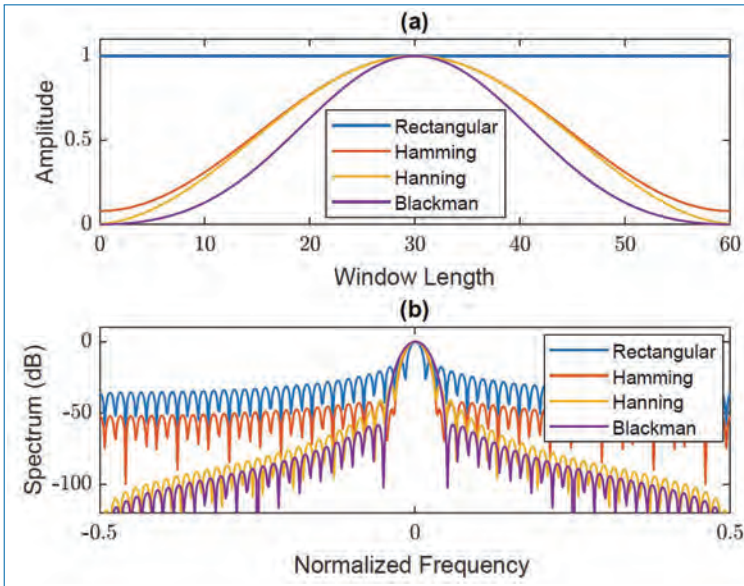 (a)
Amplitude
1
0.5
0
Rectangular
Hamming
Hanning
Blackman
0 10 20 30 40 50 60
Window Length
(b)
Spectrum (dB)
0
-50
-100
Rectangular
Hamming
Hanning
Blackman
-0.5 0 0.5
Normalized Frequency